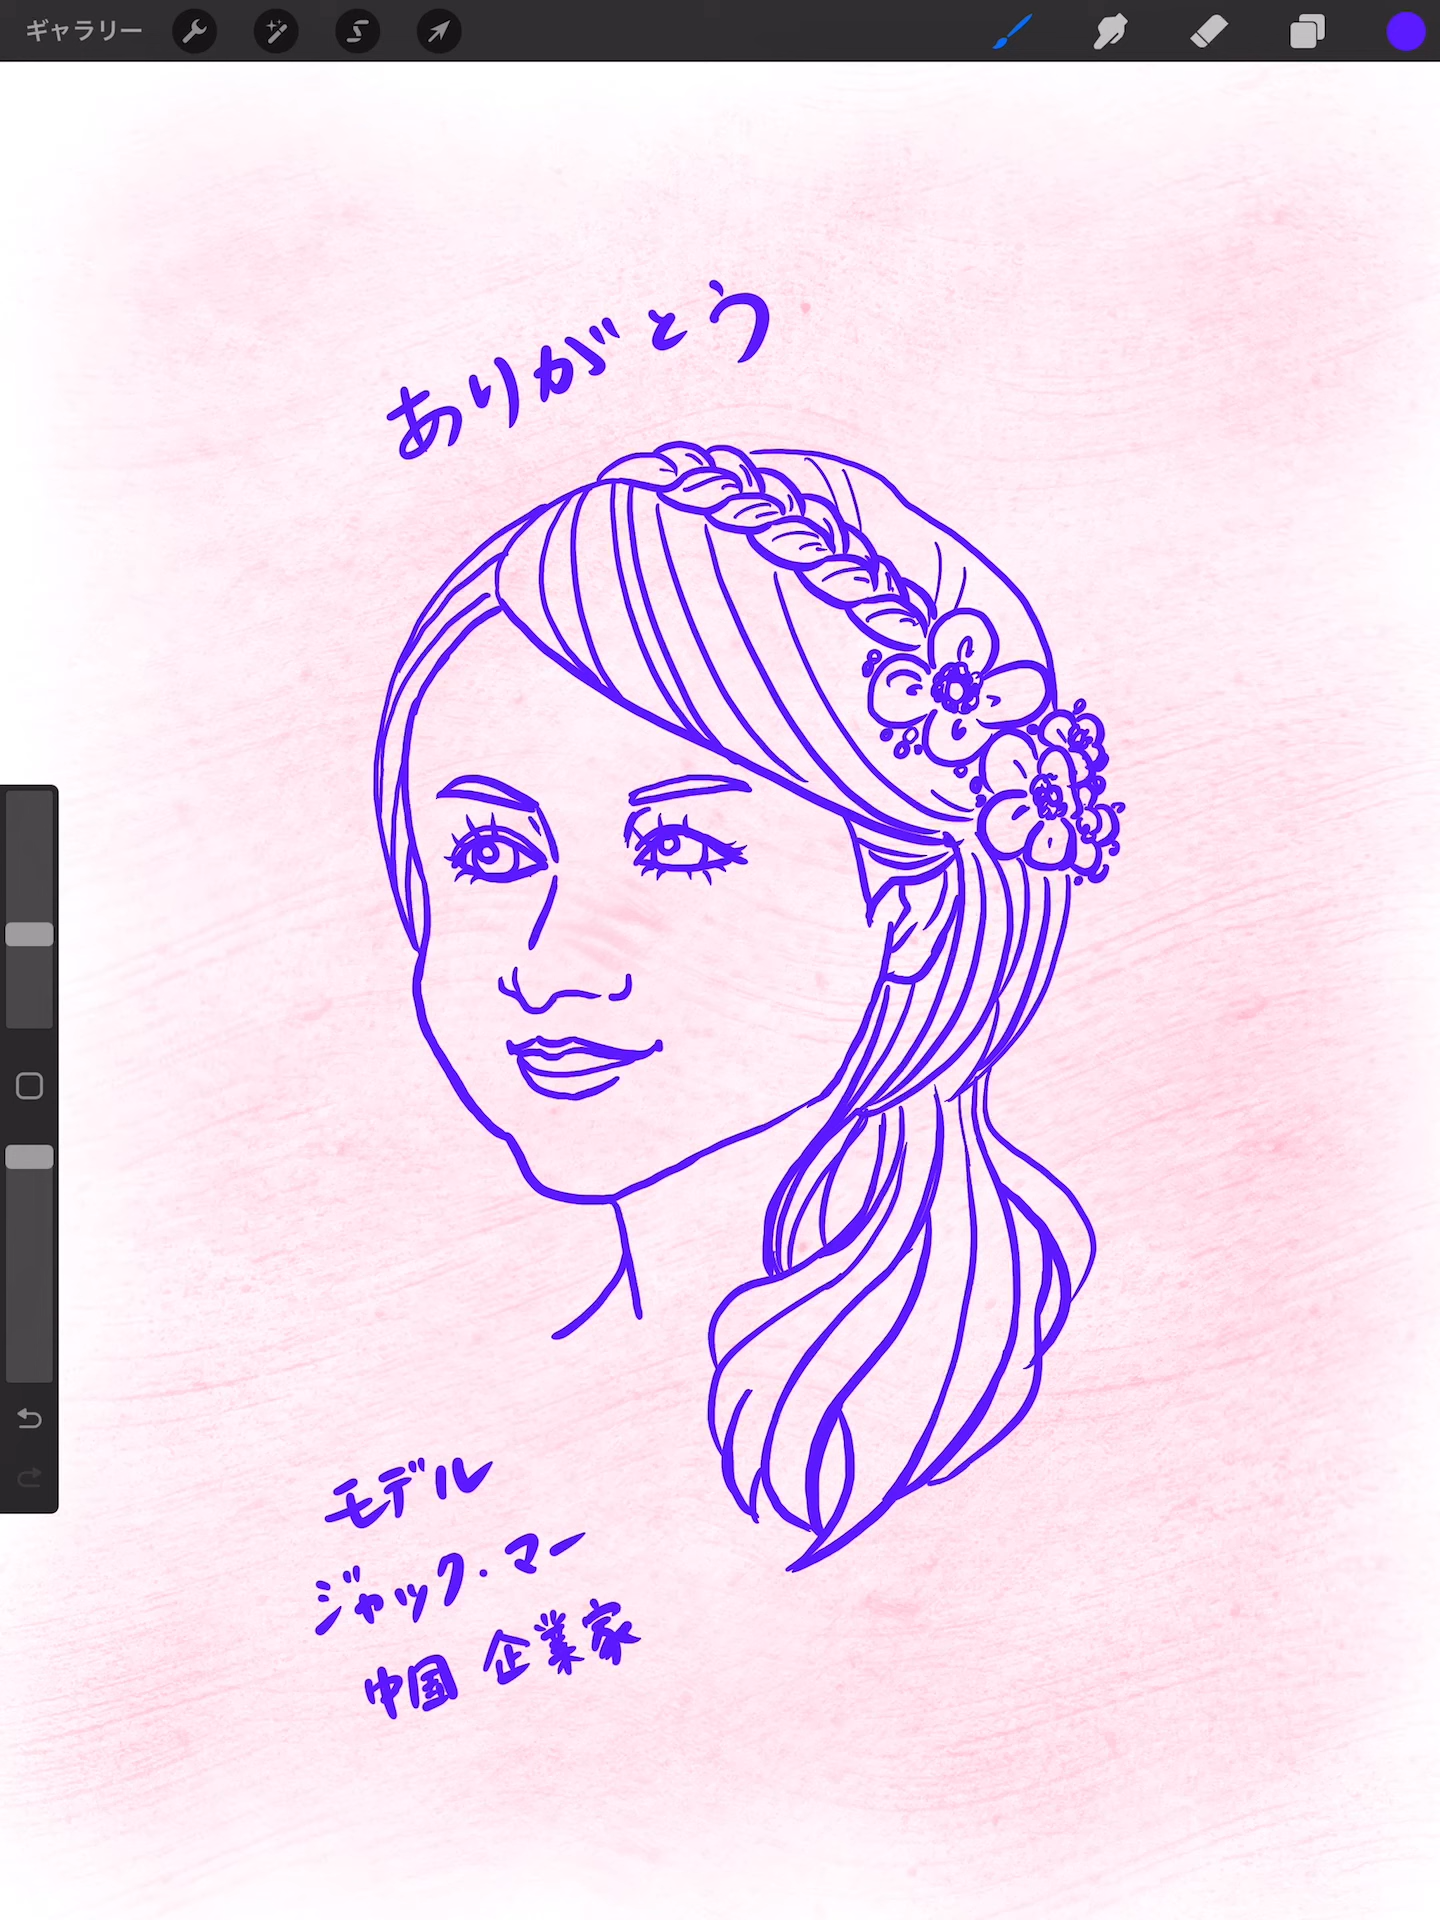 ギャラリー
ありがとう
モデル
ジャック・マー
中国 企業家